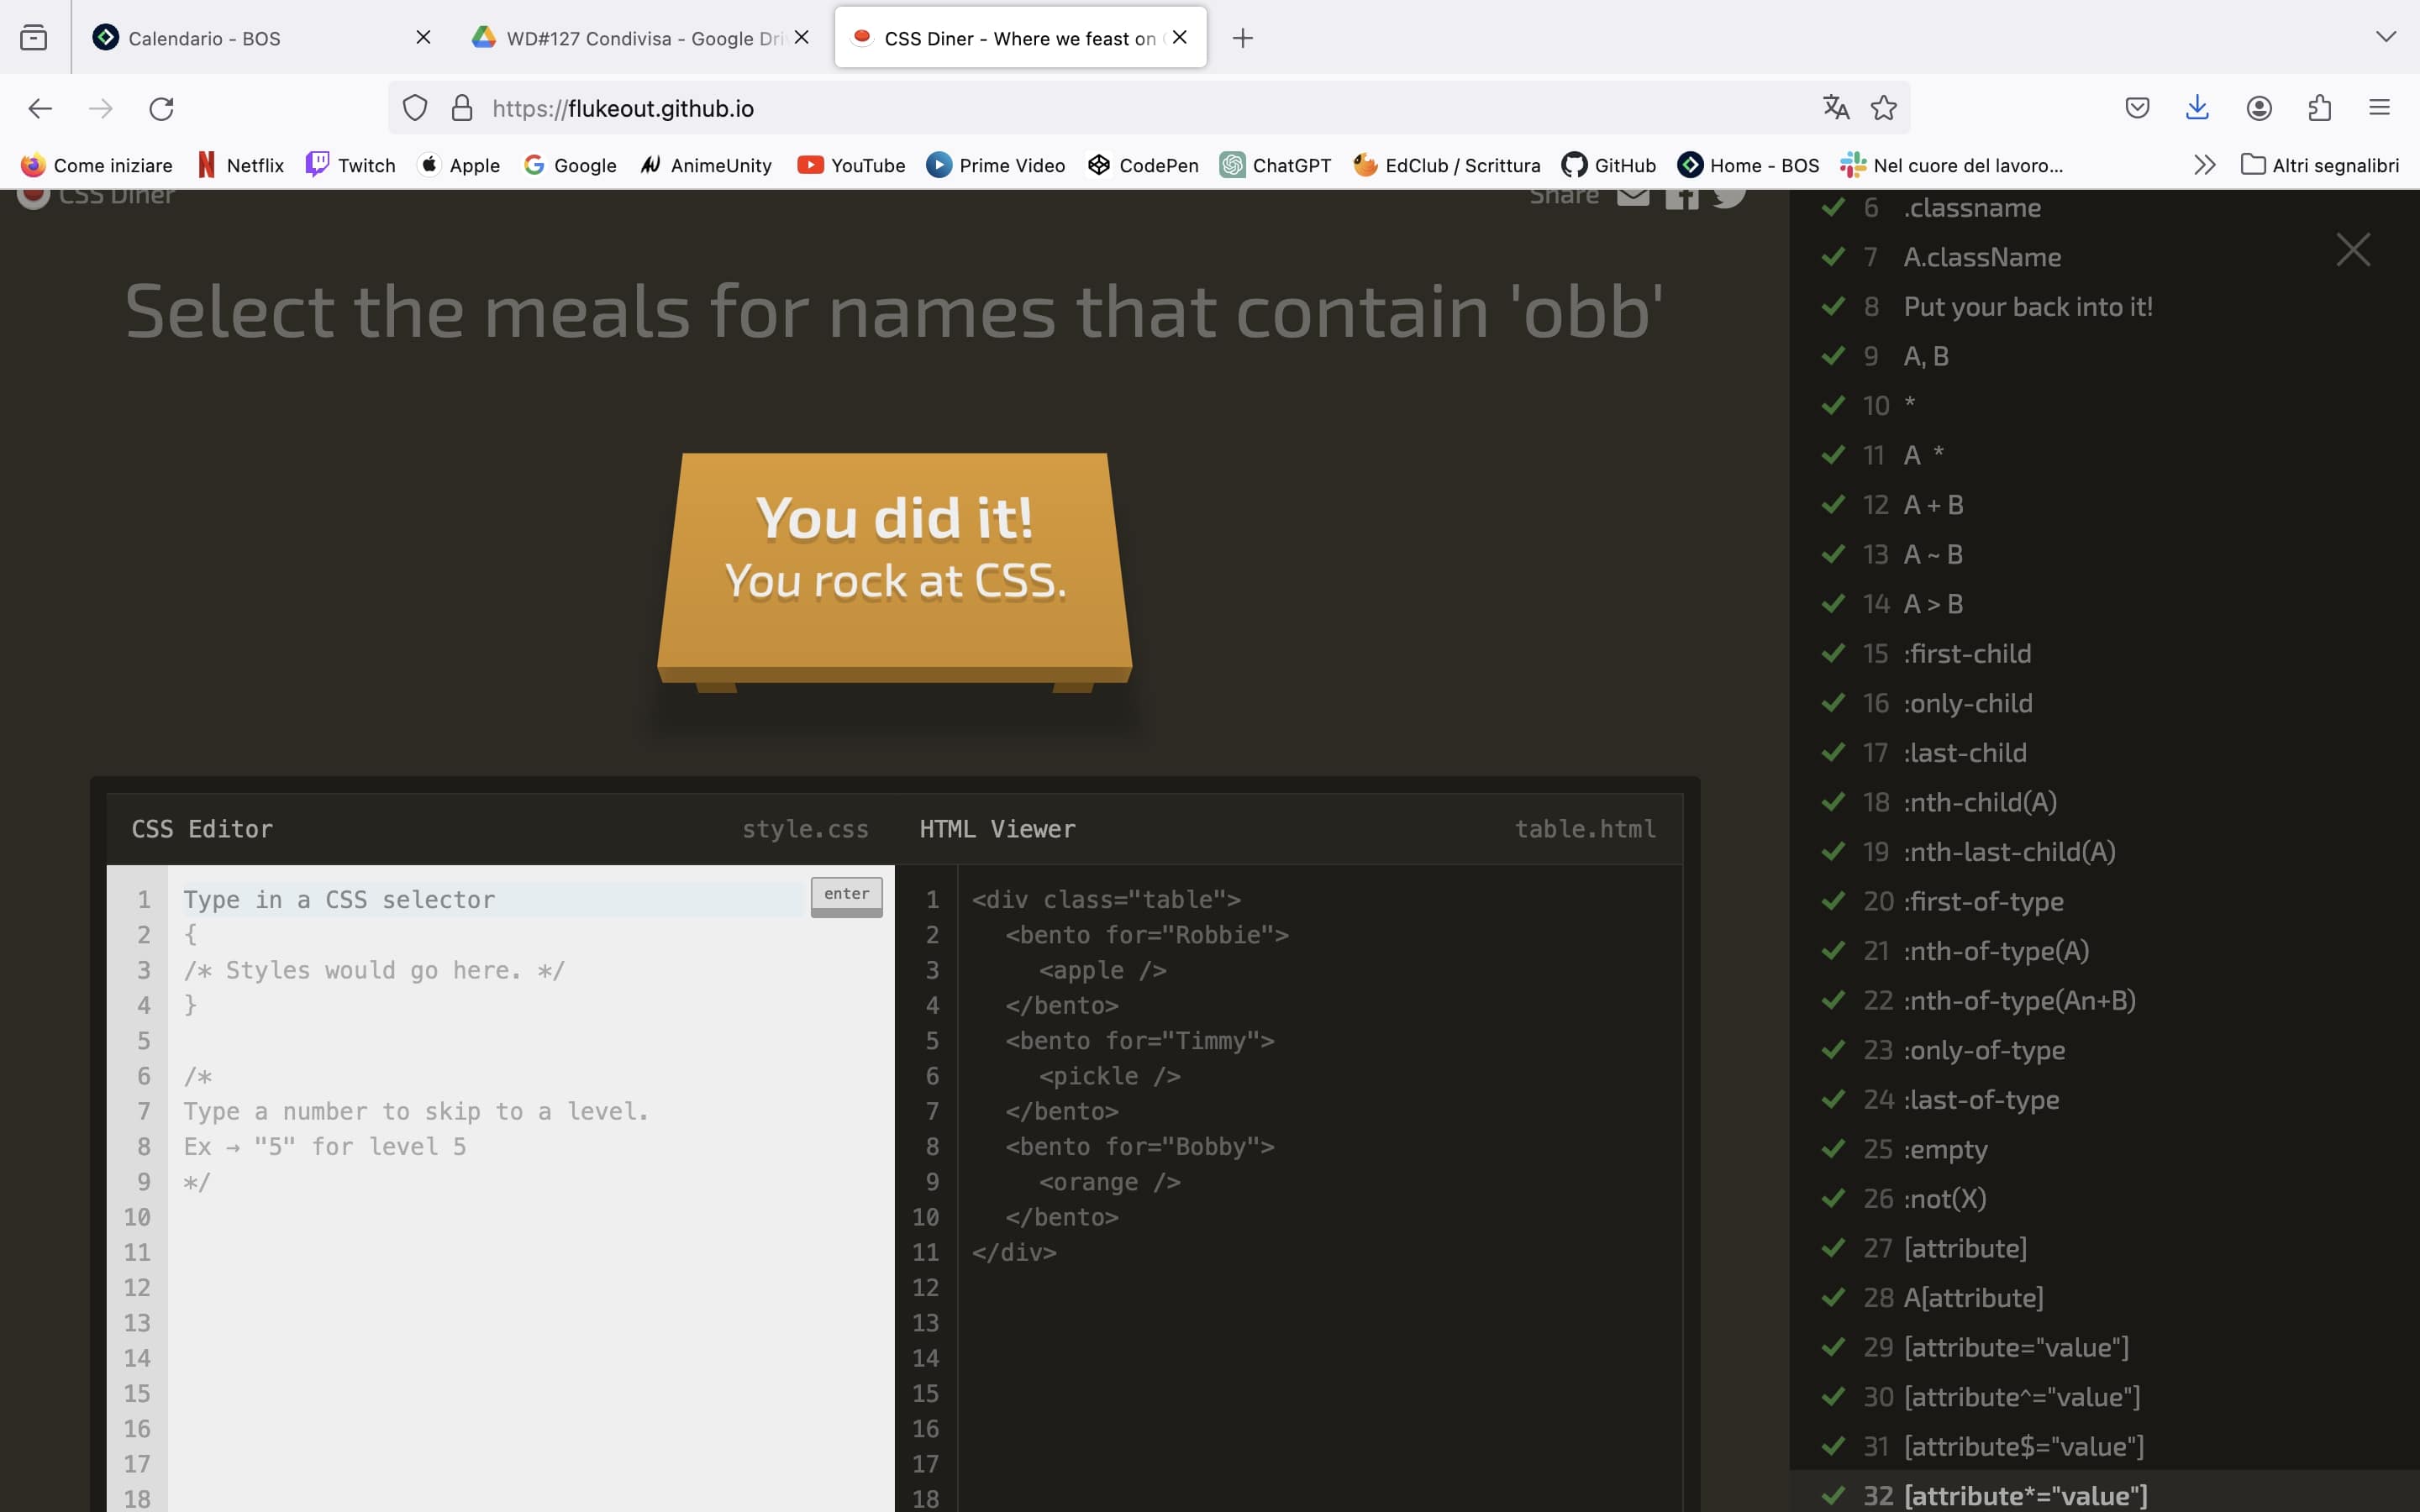 Calendario - BOS
WD#127 Condivisa - Google Dri
CSS Diner - Where we feast on
https://flukeout.github.io
Come iniziare
Netflix
Twitch
Apple
Google
AnimeUnity
YouTube
Prime Video
CodePen
ChatGPT
EdClub / Scrittura
GitHub
Home - BOS
Nel cuore del lavoro...
Altri segnalibri
CSS Diner
Share
Select the meals for names that contain 'obb'
You did it!
You rock at CSS.
CSS Editor
style.css
enter
1 Type in a CSS selector
2 {
3 /* Styles would go here. */
4 }
5
6 /*
7 Type a number to skip to a level.
8 Ex → "5" for level 5
9 */
10
11
12
13
14
15
16
17
18
HTML Viewer
table.html
1 <div class="table">
2 <bento for="Robbie">
3 <apple />
4 </bento>
5 <bento for="Timmy">
6 <pickle />
7 </bento>
8 <bento for="Bobby">
9 <orange />
10 </bento>
11 </div>
12
13
14
15
16
17
18
6 .classname
7 A.className
8 Put your back into it!
9 A, B
10 *
11 A *
12 A + B
13 A ~ B
14 A > B
15 :first-child
16 :only-child
17 :last-child
18 :nth-child(A)
19 :nth-last-child(A)
20 :first-of-type
21 :nth-of-type(A)
22 :nth-of-type(An+B)
23 :only-of-type
24 :last-of-type
25 :empty
26 :not(X)
27 [attribute]
28 A[attribute]
29 [attribute="value"]
30 [attribute^="value"]
31 [attribute$="value"]
32 [attribute*="value"]